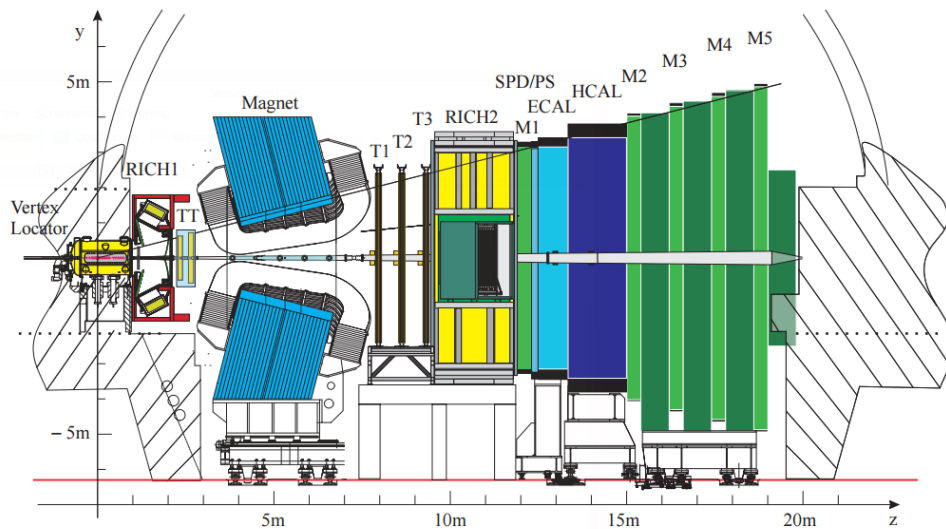 y
5m
Magnet
RICH1
Vertex
Locator
TT
T1
T2
T3
RICH2
M1
SPD/PS
ECAL
HCAL
M2
M3
M4
M5
− 5m
5m
10m
15m
20m
z